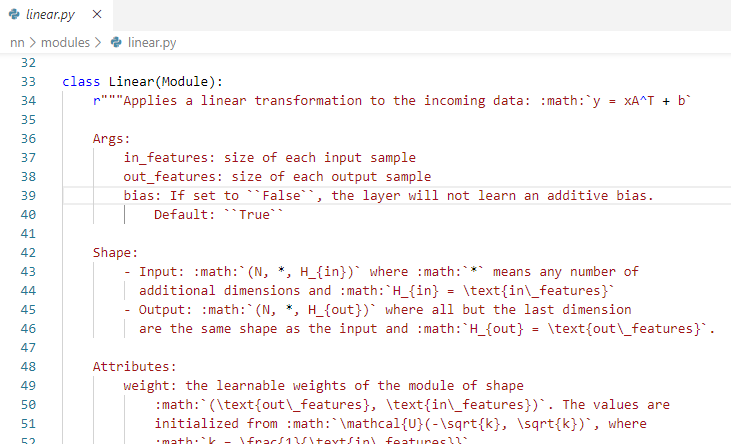 linear.py ×
nn > modules > linear.py
32
33 class Linear(Module):
34 r"""Applies a linear transformation to the incoming data: :math:`y = xA^T + b`
35
36 Args:
37 in_features: size of each input sample
38 out_features: size of each output sample
39 bias: If set to ``False``, the layer will not learn an additive bias.
40 Default: ``True``
41
42 Shape:
43 - Input: :math:`(N, *, H_{in})` where :math:`*` means any number of
44 additional dimensions and :math:`H_{in} = \text{in\_features}`
45 - Output: :math:`(N, *, H_{out})` where all but the last dimension
46 are the same shape as the input and :math:`H_{out} = \text{out\_features}`.
47
48 Attributes:
49 weight: the learnable weights of the module of shape
50 :math:`(\text{out\_features}, \text{in\_features})`. The values are
51 initialized from :math:`\mathcal{U}(-\sqrt{k}, \sqrt{k})`, where
52 :math:`k = \frac{1}{\text{in\_features}}`